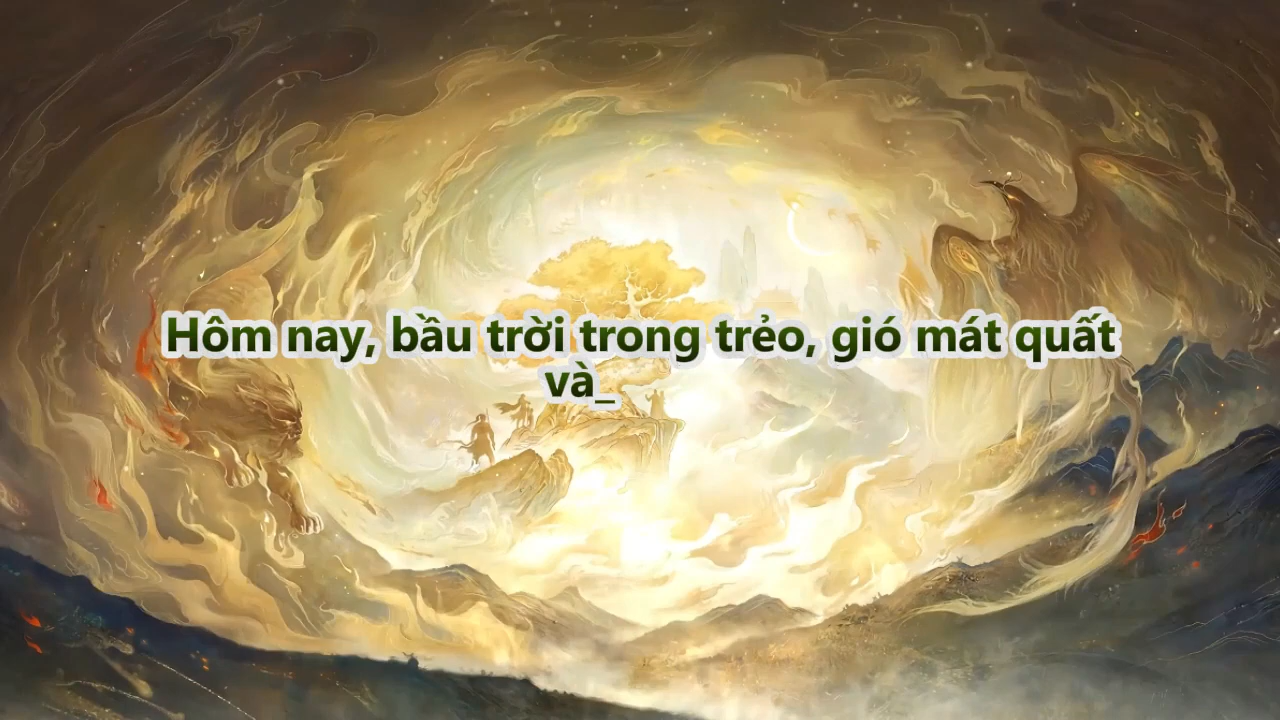 Hôm nay, bầu trời trong trẻo, gió mát quất
và_